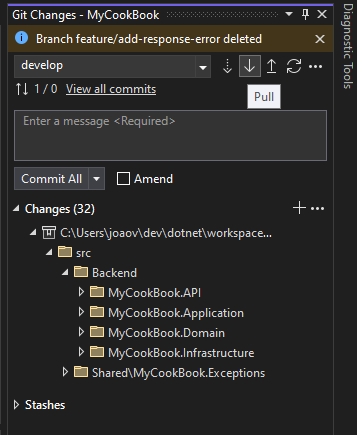 Git Changes - MyCookBook
Branch feature/add-response-error deleted
develop
1 / 0 View all commits
Pull
Enter a message <Required>
Commit All Amend
Changes (32)
C:\Users\joaov\dev\dotnet\workspace...
src
Backend
MyCookBook.API
MyCookBook.Application
MyCookBook.Domain
MyCookBook.Infrastructure
Shared\MyCookBook.Exceptions
Stashes
Diagnostic Tools